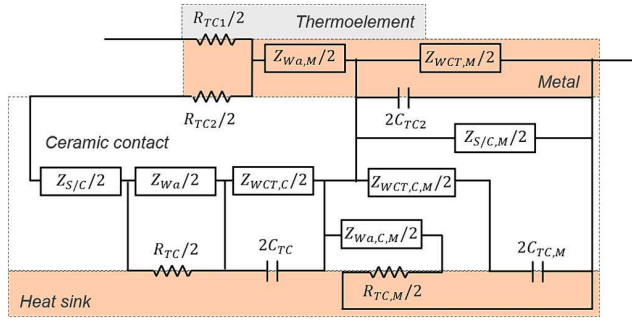 R_TC1/2
Thermoelement
Z_Wa,M/2
Z_WCT,M/2
Metal
R_TC2/2
2C_TC2
Z_S/C,M/2
Ceramic contact
Z_S/C/2
Z_Wa/2
Z_WCT,C/2
Z_WCT,C,M/2
Z_Wa,C,M/2
R_TC/2
2C_TC
2C_TC,M
R_TC,M/2
Heat sink